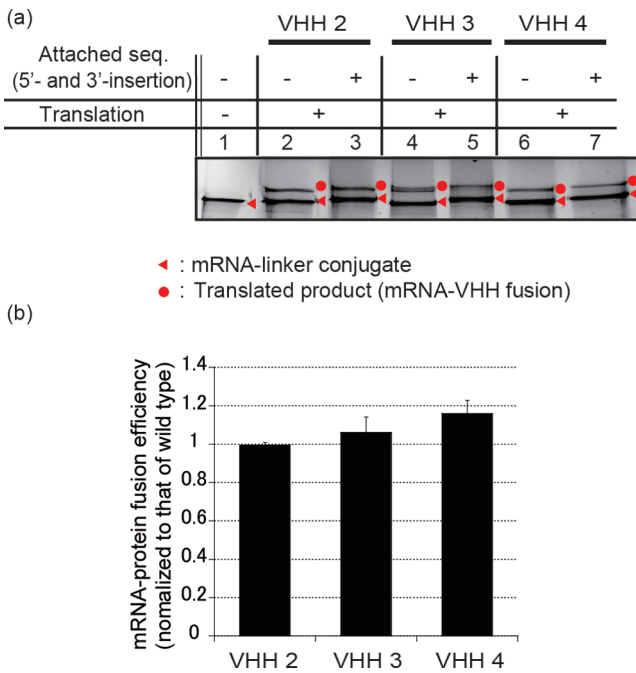 (a)
VHH 2 VHH 3 VHH 4
Attached seq.
(5'- and 3'-insertion) - - + - + - +
Translation - + + +
1 2 3 4 5 6 7
: mRNA-linker conjugate
: Translated product (mRNA-VHH fusion)
(b)
mRNA-protein fusion efficiency
(nomalized to that of wild type)
1.4
1.2
1
0.8
0.6
0.4
0.2
0
VHH 2 VHH 3 VHH 4